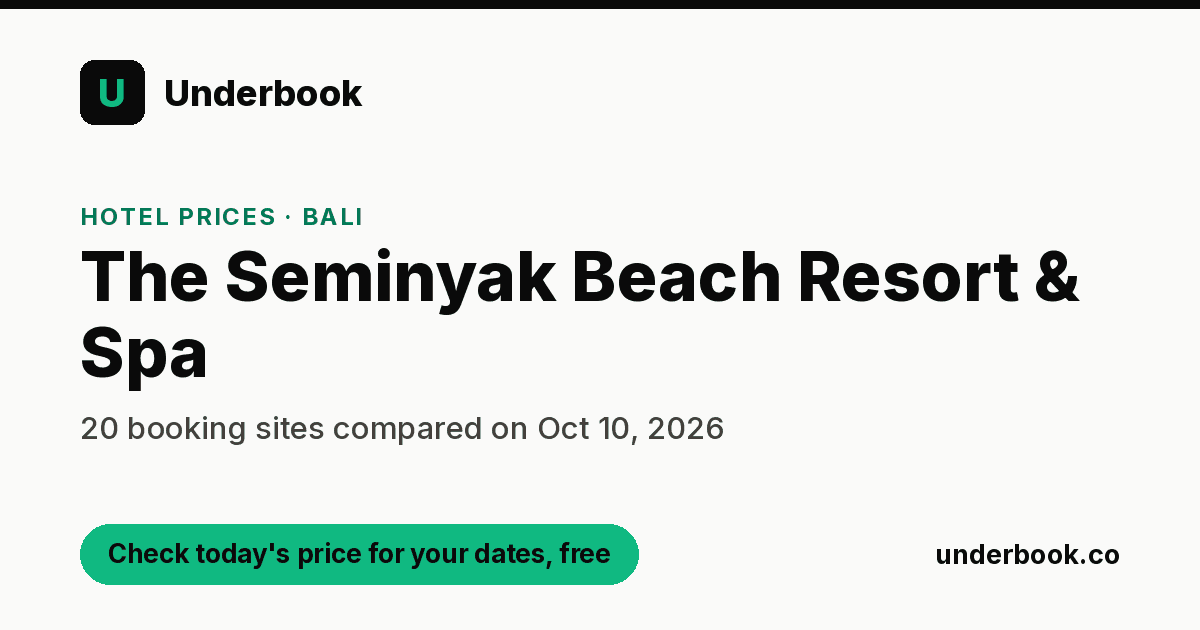 U
Underbook
HOTEL PRICES · BALI
The Seminyak Beach Resort &
Spa
20 booking sites compared on Oct 10, 2026
Check today's price for your dates, free
underbook.co